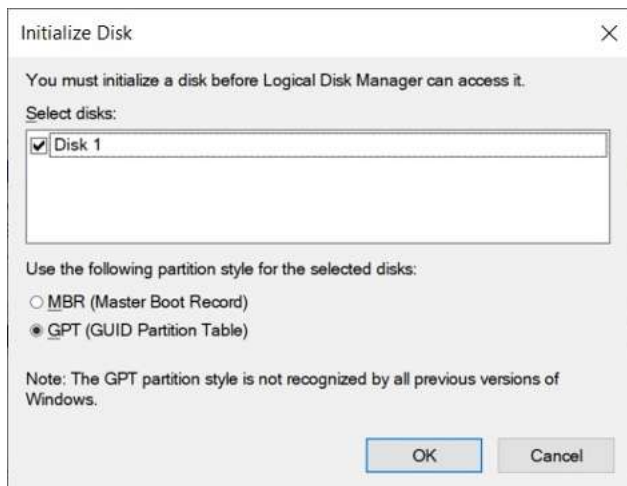 Initialize Disk
You must initialize a disk before Logical Disk Manager can access it.
Select disks:
Disk 1
Use the following partition style for the selected disks:
MBR (Master Boot Record)
GPT (GUID Partition Table)
Note: The GPT partition style is not recognized by all previous versions of
Windows.
OK
Cancel